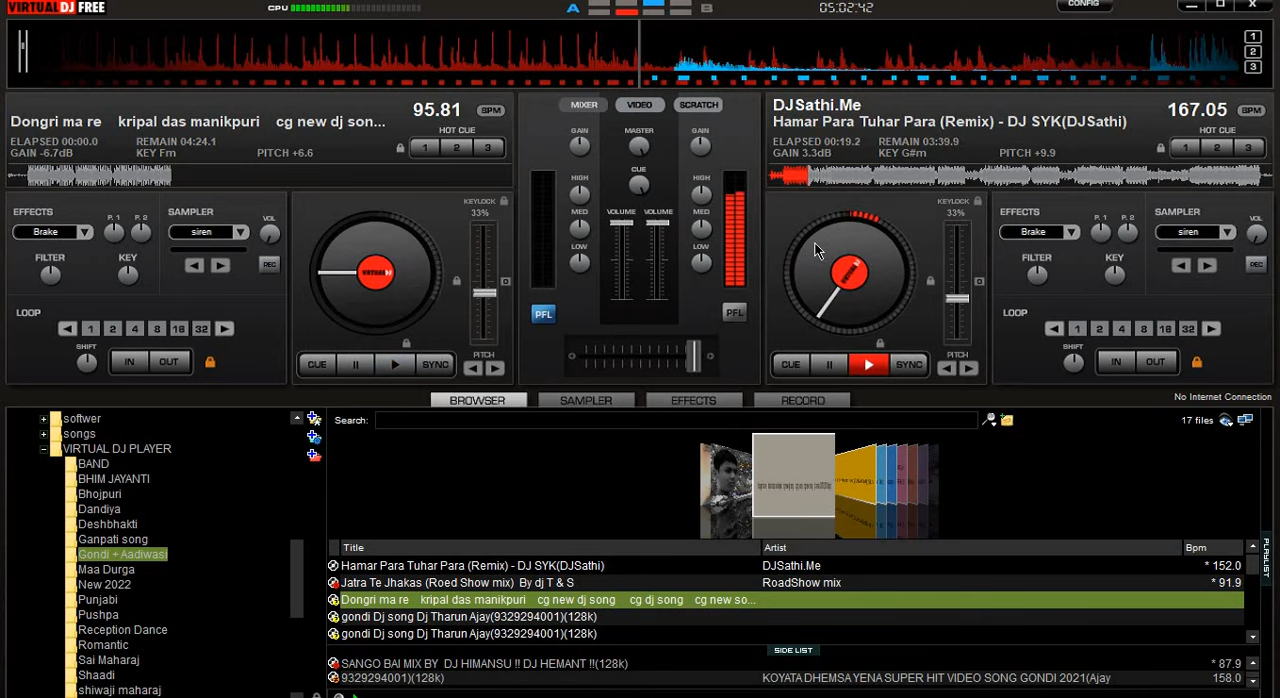 VIRTUAL DJ FREE
CPU
A
B
05:02:42
CONFIG
1
2
3
95.81 BPM
Dongri ma re kripal das manikpuri cg new dj son...
ELAPSED 00:00.0 REMAIN 04:24.1
GAIN -6.7dB KEY Fm PITCH +6.6
HOT CUE
1 2 3
MIXER VIDEO SCRATCH
GAIN MASTER GAIN
CUE
HIGH HIGH
MED VOLUME VOLUME MED
LOW LOW
PFL PFL
DJSathi.Me
167.05 BPM
Hamar Para Tuhar Para (Remix) - DJ SYK(DJSathi)
ELAPSED 00:19.2 REMAIN 03:39.9
GAIN 3.3dB KEY G#m PITCH +9.9
HOT CUE
1 2 3
EFFECTS P. 1 P. 2 SAMPLER VOL
Brake siren
FILTER KEY REC
LOOP
1 2 4 8 16 32
SHIFT
IN OUT
KEYLOCK
33%
VIRTUAL DJ
CUE SYNC PITCH
KEYLOCK
33%
CUE SYNC PITCH
EFFECTS P. 1 P. 2 SAMPLER VOL
Brake siren
FILTER KEY REC
LOOP
1 2 4 8 16 32
SHIFT
IN OUT
BROWSER SAMPLER EFFECTS RECORD
No Internet Connection
Search:
17 files
softwer
songs
VIRTUAL DJ PLAYER
BAND
BHIM JAYANTI
Bhojpuri
Dandiya
Deshbhakti
Ganpati song
Gondi + Aadiwasi
Maa Durga
New 2022
Punjabi
Pushpa
Reception Dance
Romantic
Sai Maharaj
Shaadi
shiwaji maharaj
Title Artist Bpm
Hamar Para Tuhar Para (Remix) - DJ SYK(DJSathi) DJSathi.Me * 152.0
Jatra Te Jhakas (Roed Show mix) By dj T & S RoadShow mix * 91.9
Dongri ma re kripal das manikpuri cg new dj song cg dj song cg new so...
gondi Dj song Dj Tharun Ajay(9329294001)(128k)
gondi Dj song Dj Tharun Ajay(9329294001)(128k)
SIDE LIST
SANGO BAI MIX BY DJ HIMANSU !! DJ HEMANT !!(128k) * 87.9
9329294001)(128k) KOYATA DHEMSA YENA SUPER HIT VIDEO SONG GONDI 2021(Ajay 158.0
PLAYLIST